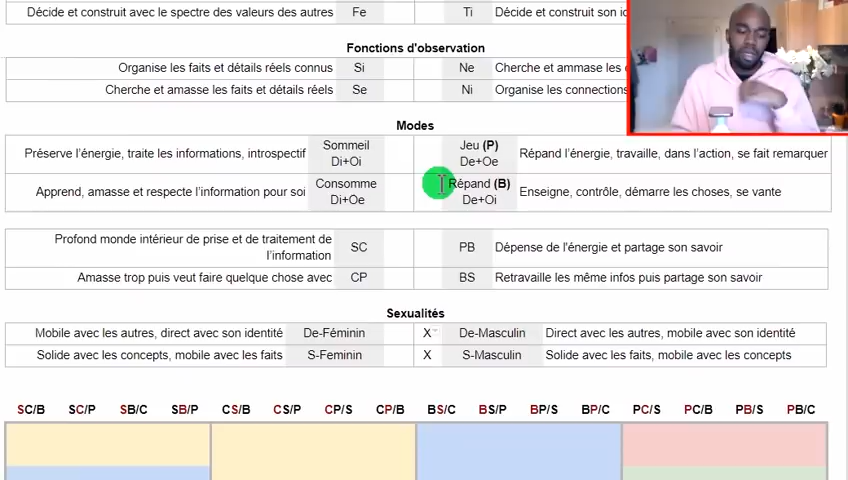 Décide et construit avec le spectre des valeurs des autres Fe Ti Décide et construit son
Fonctions d'observation
Organise les faits et détails réels connus Si Ne Cherche et ammasse les
Cherche et amasse les faits et détails réels Se Ni Organise les connections
Modes
Préserve l'énergie, traite les informations, introspectif Sommeil Di+Oi Jeu (P) De+Oe Répand l'énergie, travaille, dans l'action, se fait remarquer
Apprend, amasse et respecte l'information pour soi Consomme Di+Oe Répand (B) De+Oi Enseigne, contrôle, démarre les choses, se vante
Profond monde intérieur de prise et de traitement de l'information SC PB Dépense de l'énergie et partage son savoir
Amasse trop puis veut faire quelque chose avec CP BS Retravaille les même infos puis partage son savoir
Sexualités
Mobile avec les autres, direct avec son identité De-Féminin X De-Masculin Direct avec les autres, mobile avec son identité
Solide avec les concepts, mobile avec les faits S-Feminin X S-Masculin Solide avec les faits, mobile avec les concepts
SC/B SC/P SB/C SB/P CS/B CS/P CP/S CP/B BS/C BS/P BP/S BP/C PC/S PC/B PB/S PB/C